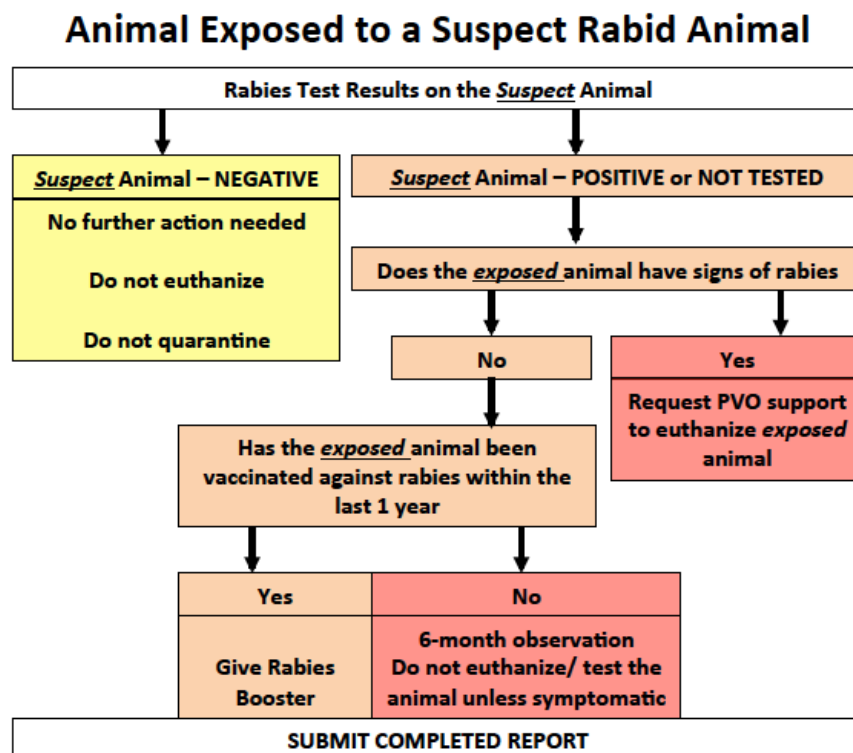 Animal Exposed to a Suspect Rabid Animal
Rabies Test Results on the Suspect Animal
Suspect Animal – NEGATIVE
No further action needed
Do not euthanize
Do not quarantine
Suspect Animal – POSITIVE or NOT TESTED
Does the exposed animal have signs of rabies
No
Yes
Request PVO support
to euthanize exposed
animal
Has the exposed animal been
vaccinated against rabies within the
last 1 year
Yes
Give Rabies
Booster
No
6-month observation
Do not euthanize/ test the
animal unless symptomatic
SUBMIT COMPLETED REPORT